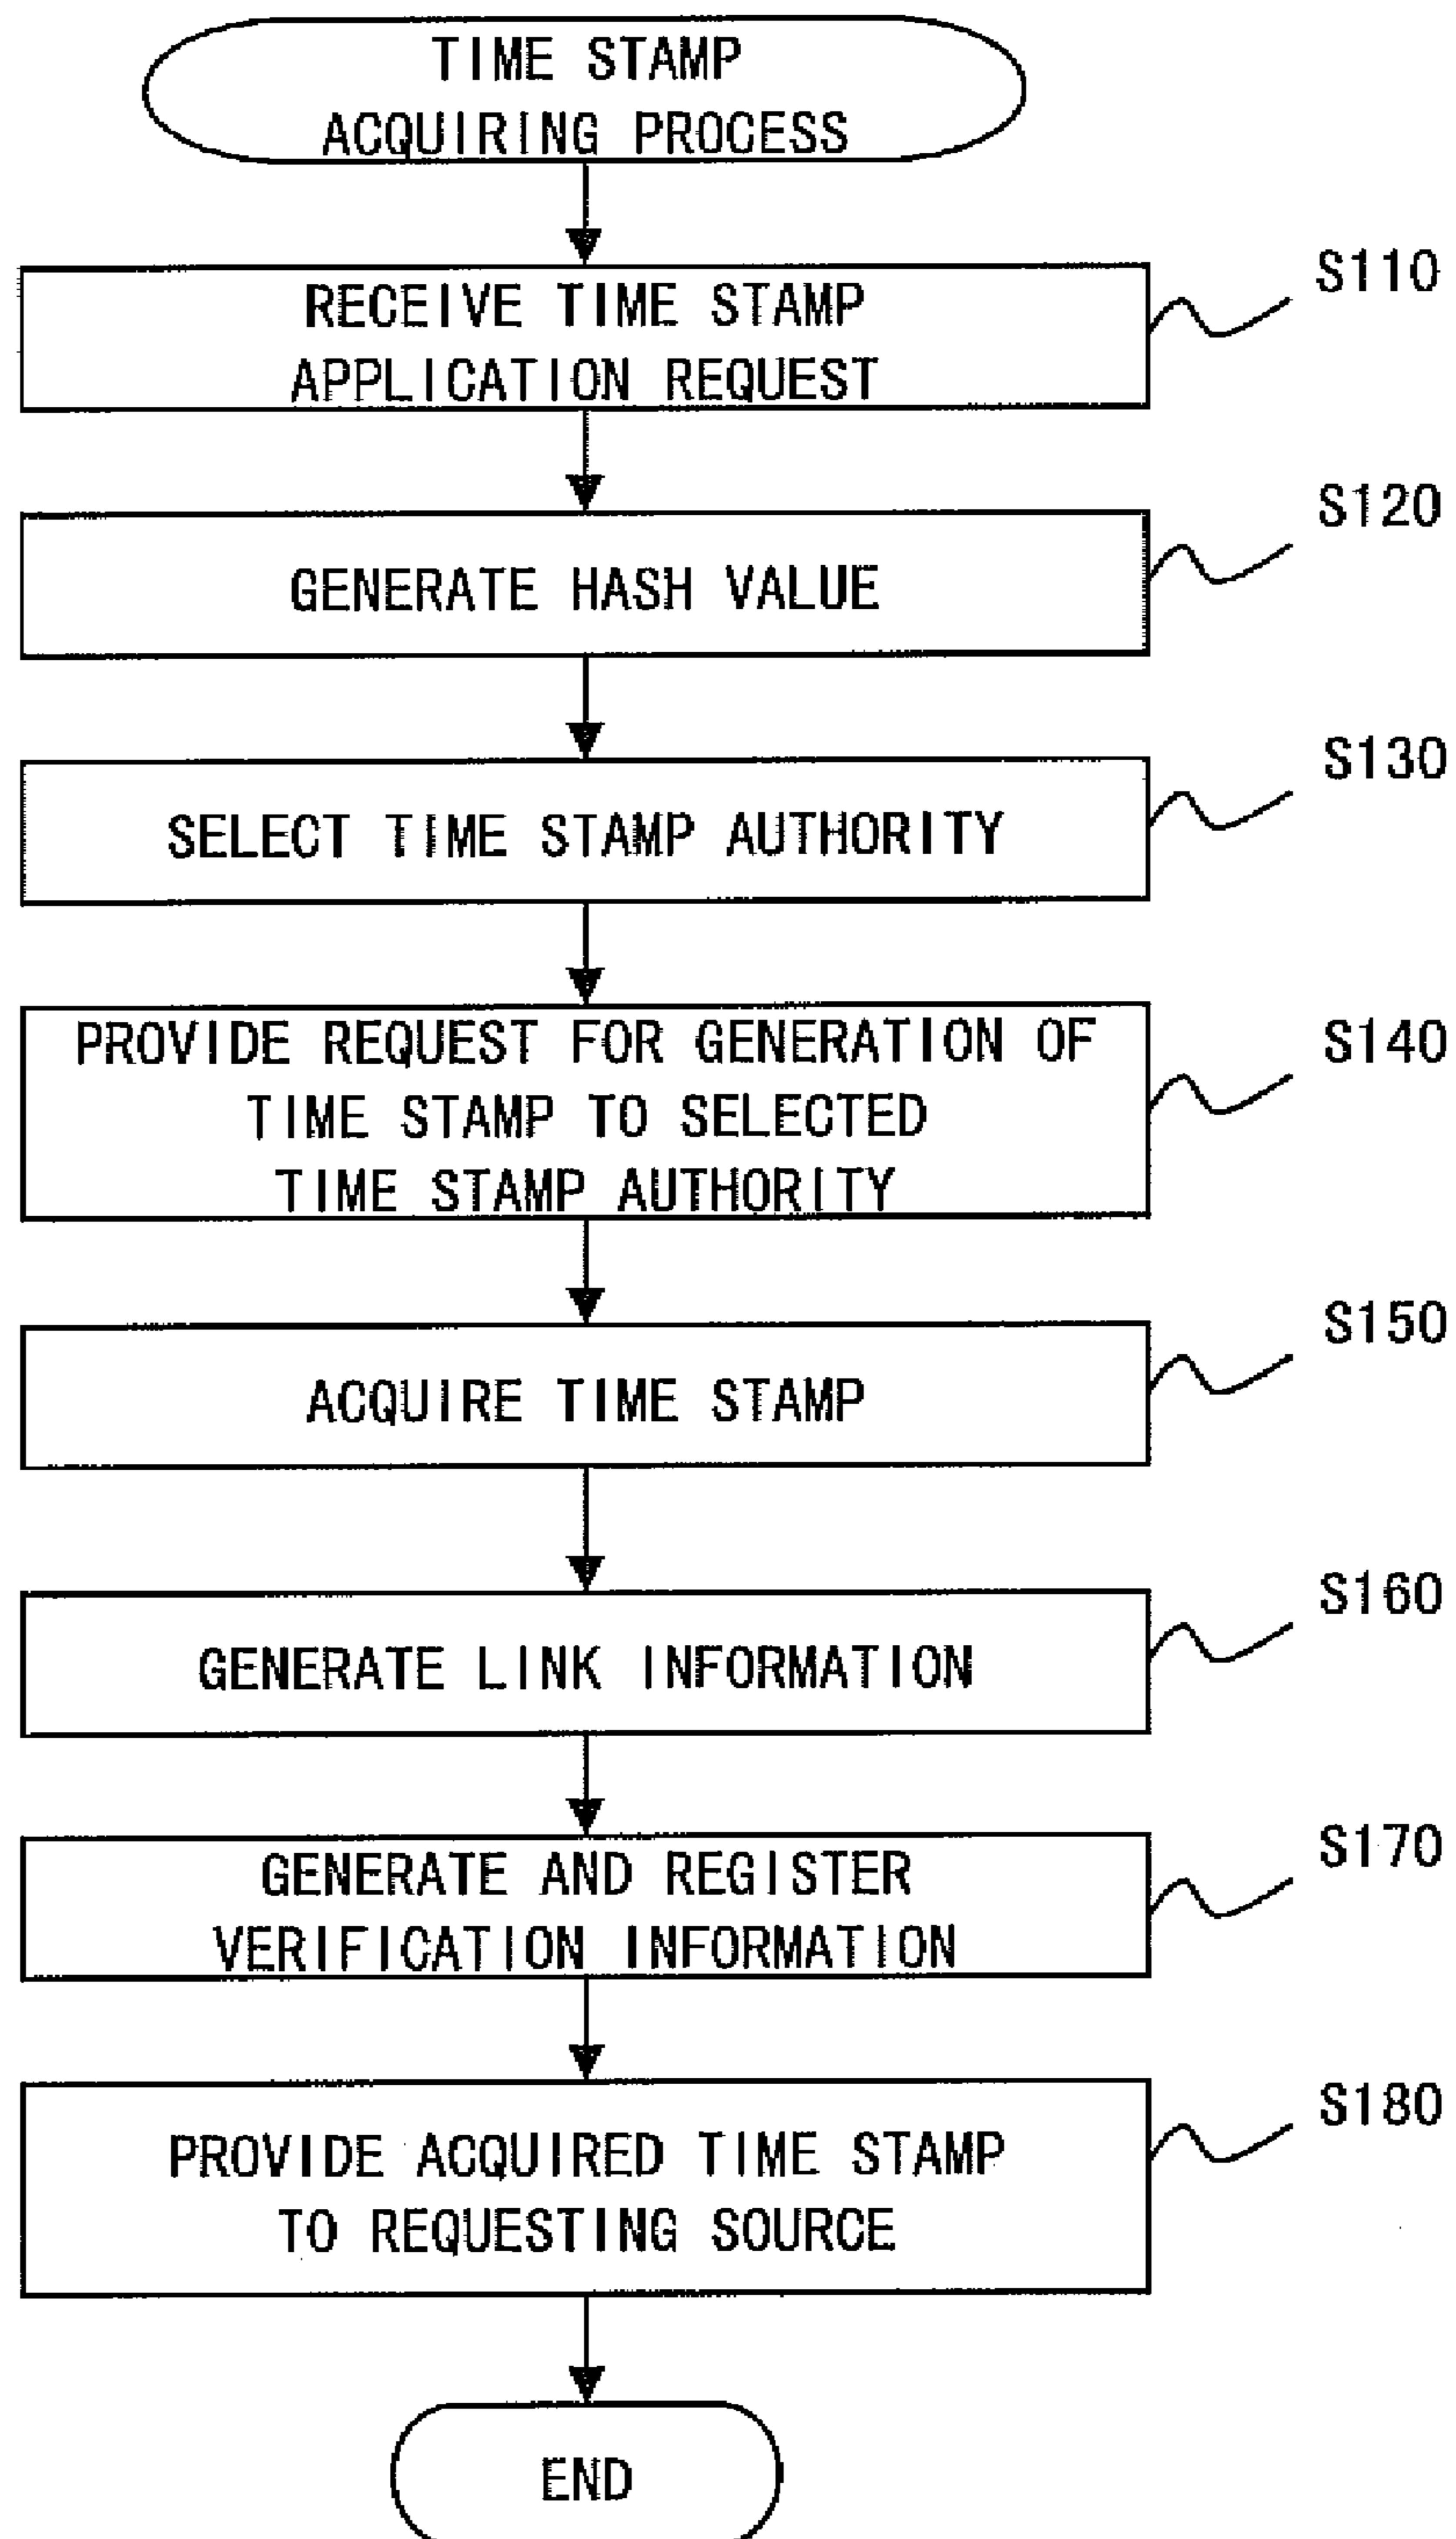 TIME STAMP
ACQUIRING PROCESS
S110
RECEIVE TIME STAMP
APPLICATION REQUEST
S120
GENERATE HASH VALUE
S130
SELECT TIME STAMP AUTHORITY
S140
PROVIDE REQUEST FOR GENERATION OF
TIME STAMP TO SELECTED
TIME STAMP AUTHORITY
S150
ACQUIRE TIME STAMP
S160
GENERATE LINK INFORMATION
S170
GENERATE AND REGISTER
VERIFICATION INFORMATION
S180
PROVIDE ACQUIRED TIME STAMP
TO REQUESTING SOURCE
END